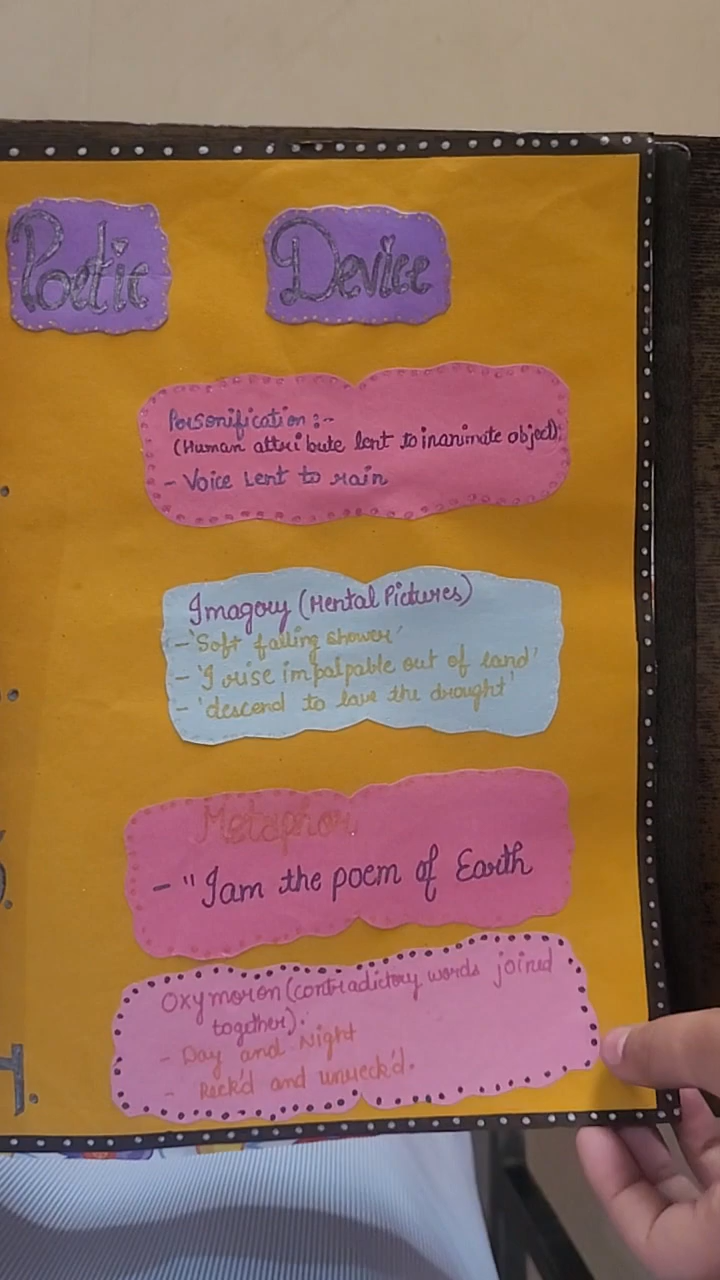 Poetic Device
Personification :-
(Human attribute lent to inanimate object):
- Voice Lent to rain
Imagery (Mental Pictures)
- 'Soft falling shower'
- 'I rise impalpable out of land'
- 'descend to lave the drought'
Metaphor
- "I am the poem of Earth
Oxymoron (contradictory words joined
together):
- Day and Night
- Reck'd and unreck'd.